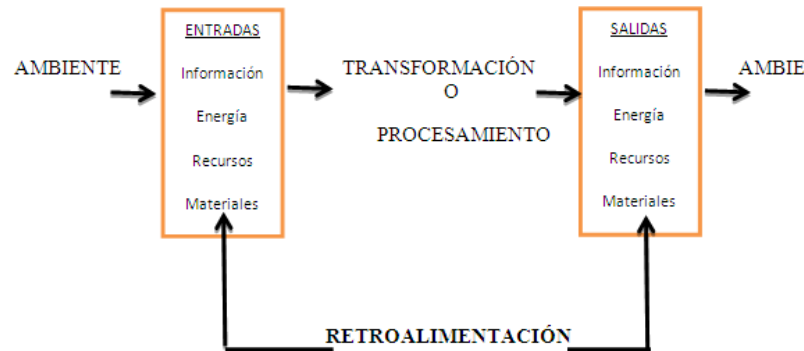 AMBIENTE
ENTRADAS
Información
Energía
Recursos
Materiales
TRANSFORMACIÓN
O
PROCESAMIENTO
SALIDAS
Información
Energía
Recursos
Materiales
AMBIE
RETROALIMENTACIÓN